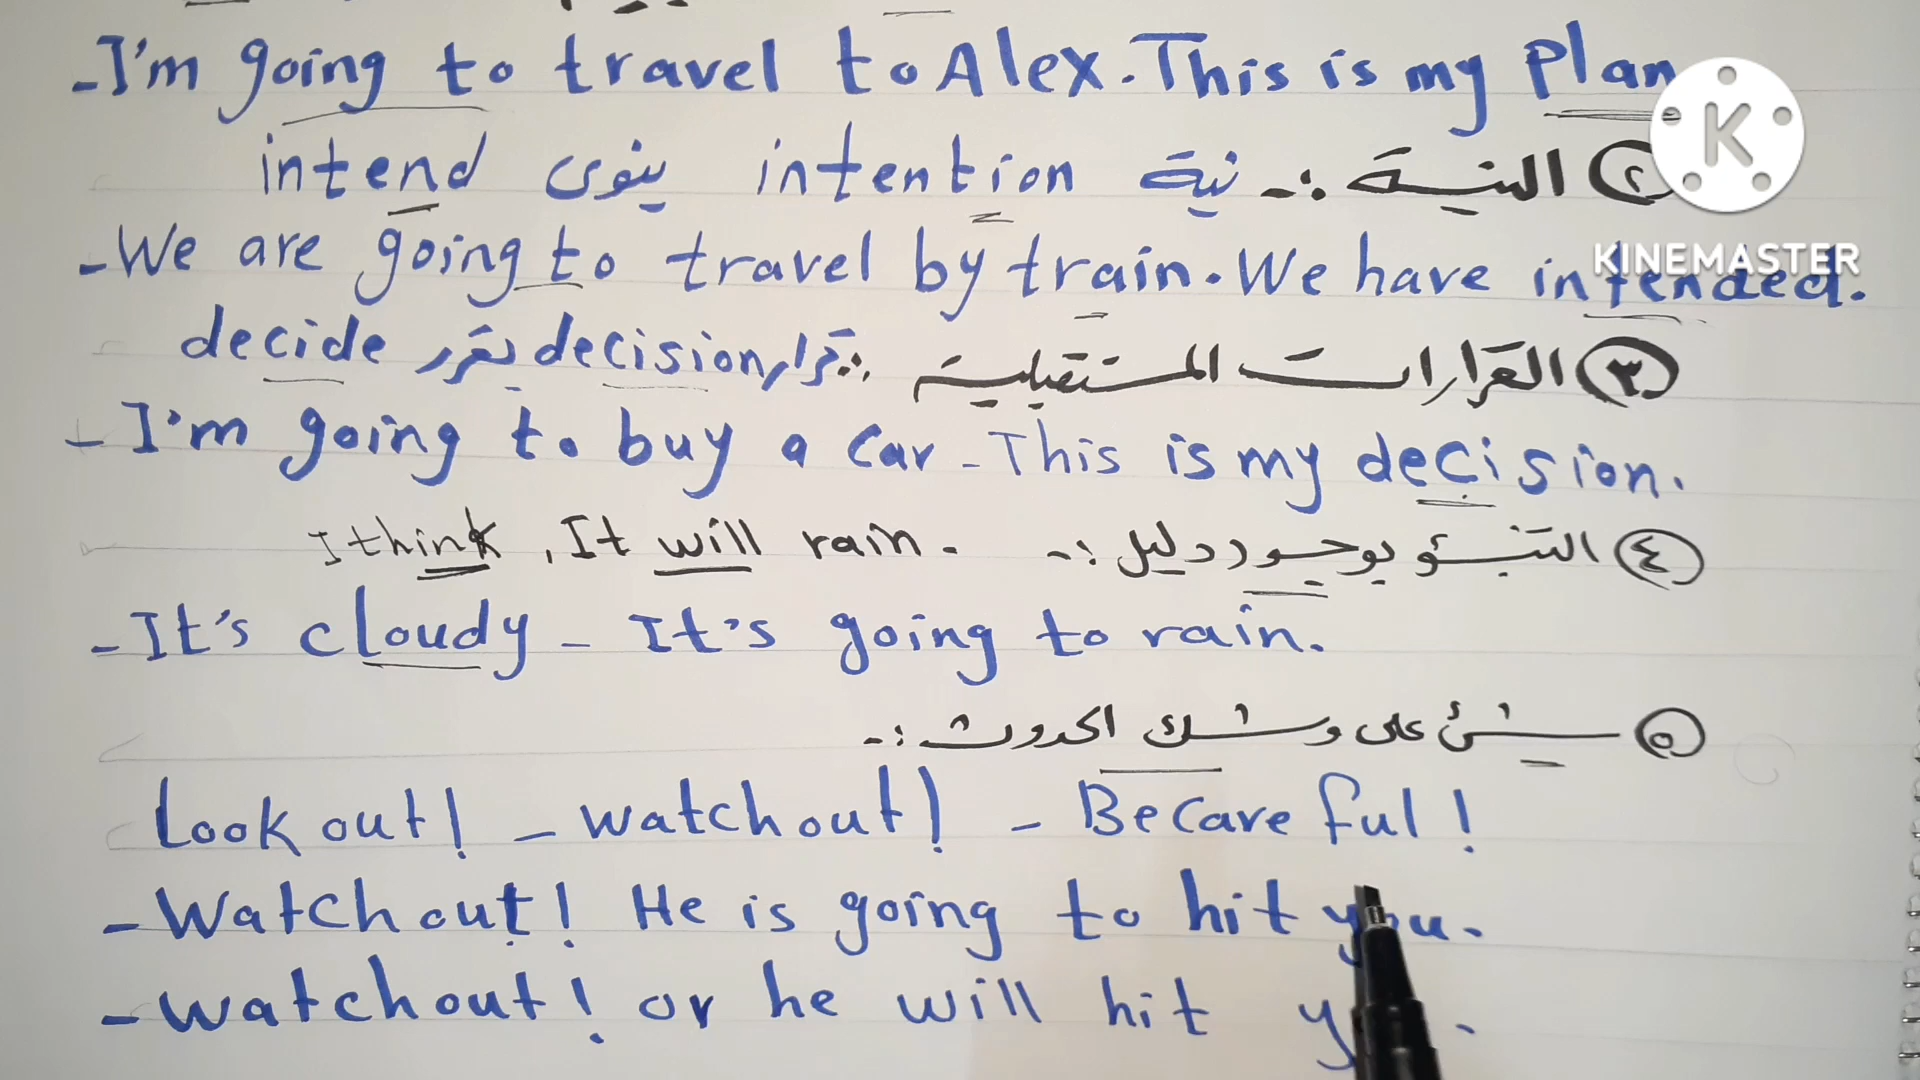 -I'm going to travel to Alex. This is my plan
٢ النية :- نية intention ينوى intend
K
KINEMASTER
-We are going to travel by train. We have intended.
٣ القرارات المستقبلية :- قرار decision, يقرر decide
- I'm going to buy a car - This is my decision.
٤ التنبؤ بوجود دليل :- I think, It will rain.
-It's cloudy - It's going to rain.
٥ شئ على وشك الحدوث :-
Look out! - watch out! - Be careful!
-Watch out! He is going to hit you.
-watch out! or he will hit